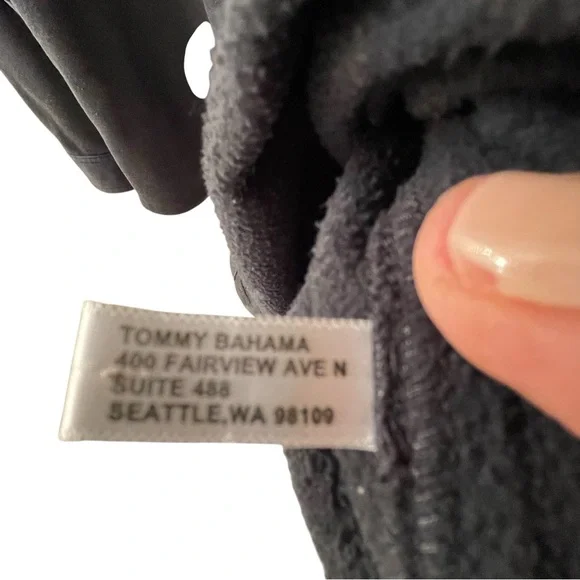 TOMMY BAHAMA
400 FAIRVIEW AVE N
SUITE 488
SEATTLE, WA 98109